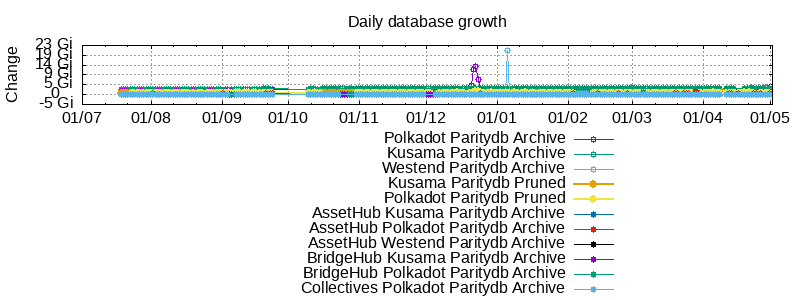 Daily database growth
Change
23 Gi
19 Gi
14 Gi
9 Gi
5 Gi
0
-5 Gi
01/07 01/08 01/09 01/10 01/11 01/12 01/01 01/02 01/03 01/04 01/05
Polkadot Paritydb Archive
Kusama Paritydb Archive
Westend Paritydb Archive
Kusama Paritydb Pruned
Polkadot Paritydb Pruned
AssetHub Kusama Paritydb Archive
AssetHub Polkadot Paritydb Archive
AssetHub Westend Paritydb Archive
BridgeHub Kusama Paritydb Archive
BridgeHub Polkadot Paritydb Archive
Collectives Polkadot Paritydb Archive